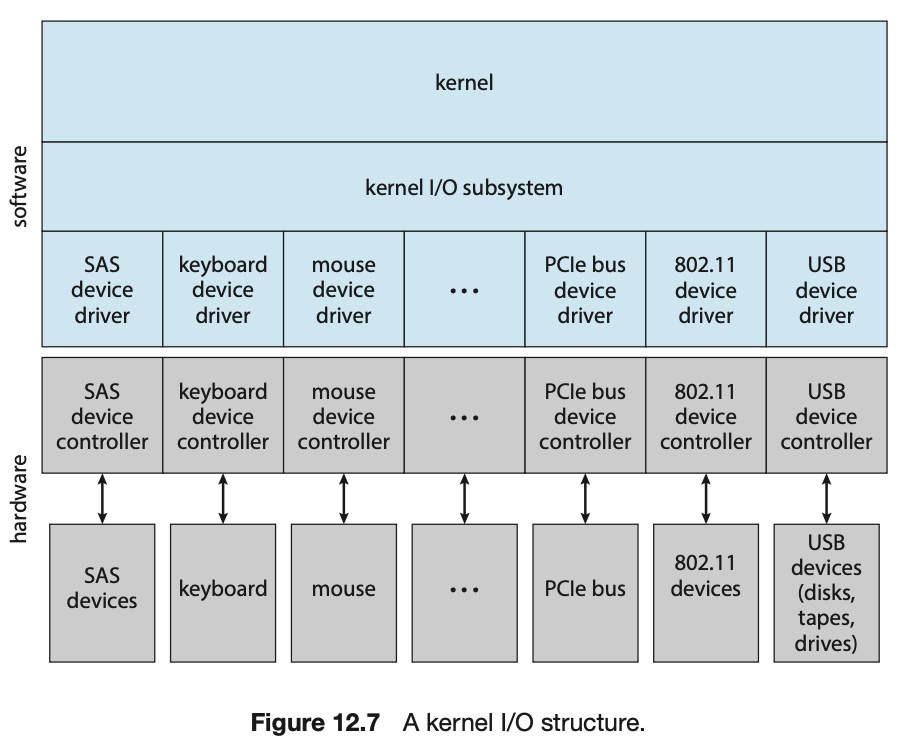 software
kernel
kernel I/O subsystem
SAS
device
driver
keyboard
device
driver
mouse
device
driver
...
PCIe bus
device
driver
802.11
device
driver
USB
device
driver
hardware
SAS
device
controller
keyboard
device
controller
mouse
device
controller
...
PCIe bus
device
controller
802.11
device
controller
USB
device
controller
SAS
devices
keyboard
mouse
...
PCIe bus
802.11
devices
USB
devices
(disks,
tapes,
drives)
Figure 12.7 A kernel I/O structure.